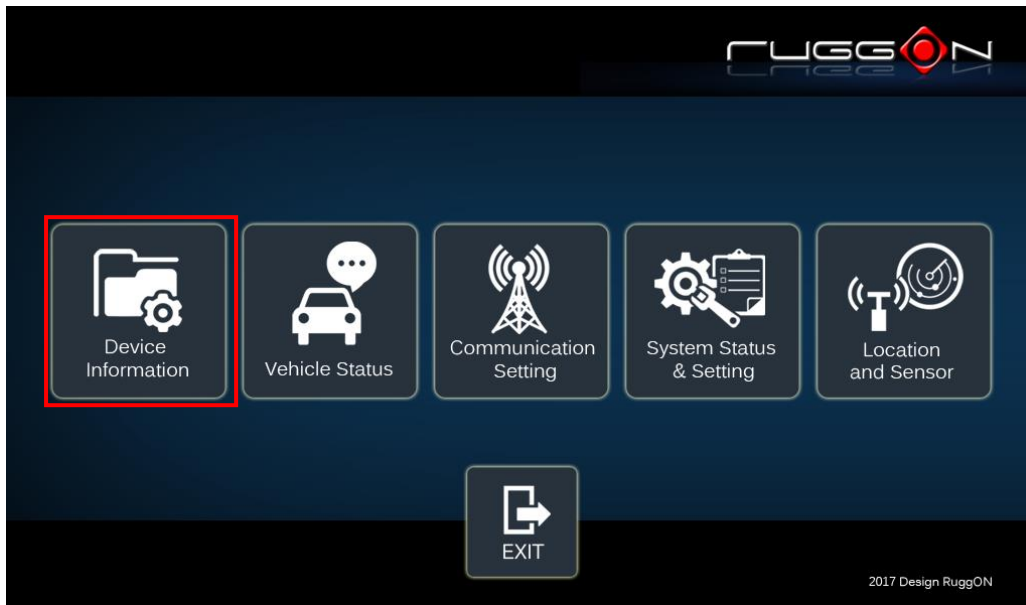 ruggON
Device
Information
Vehicle Status
Communication
Setting
System Status
& Setting
Location
and Sensor
EXIT
2017 Design RuggON